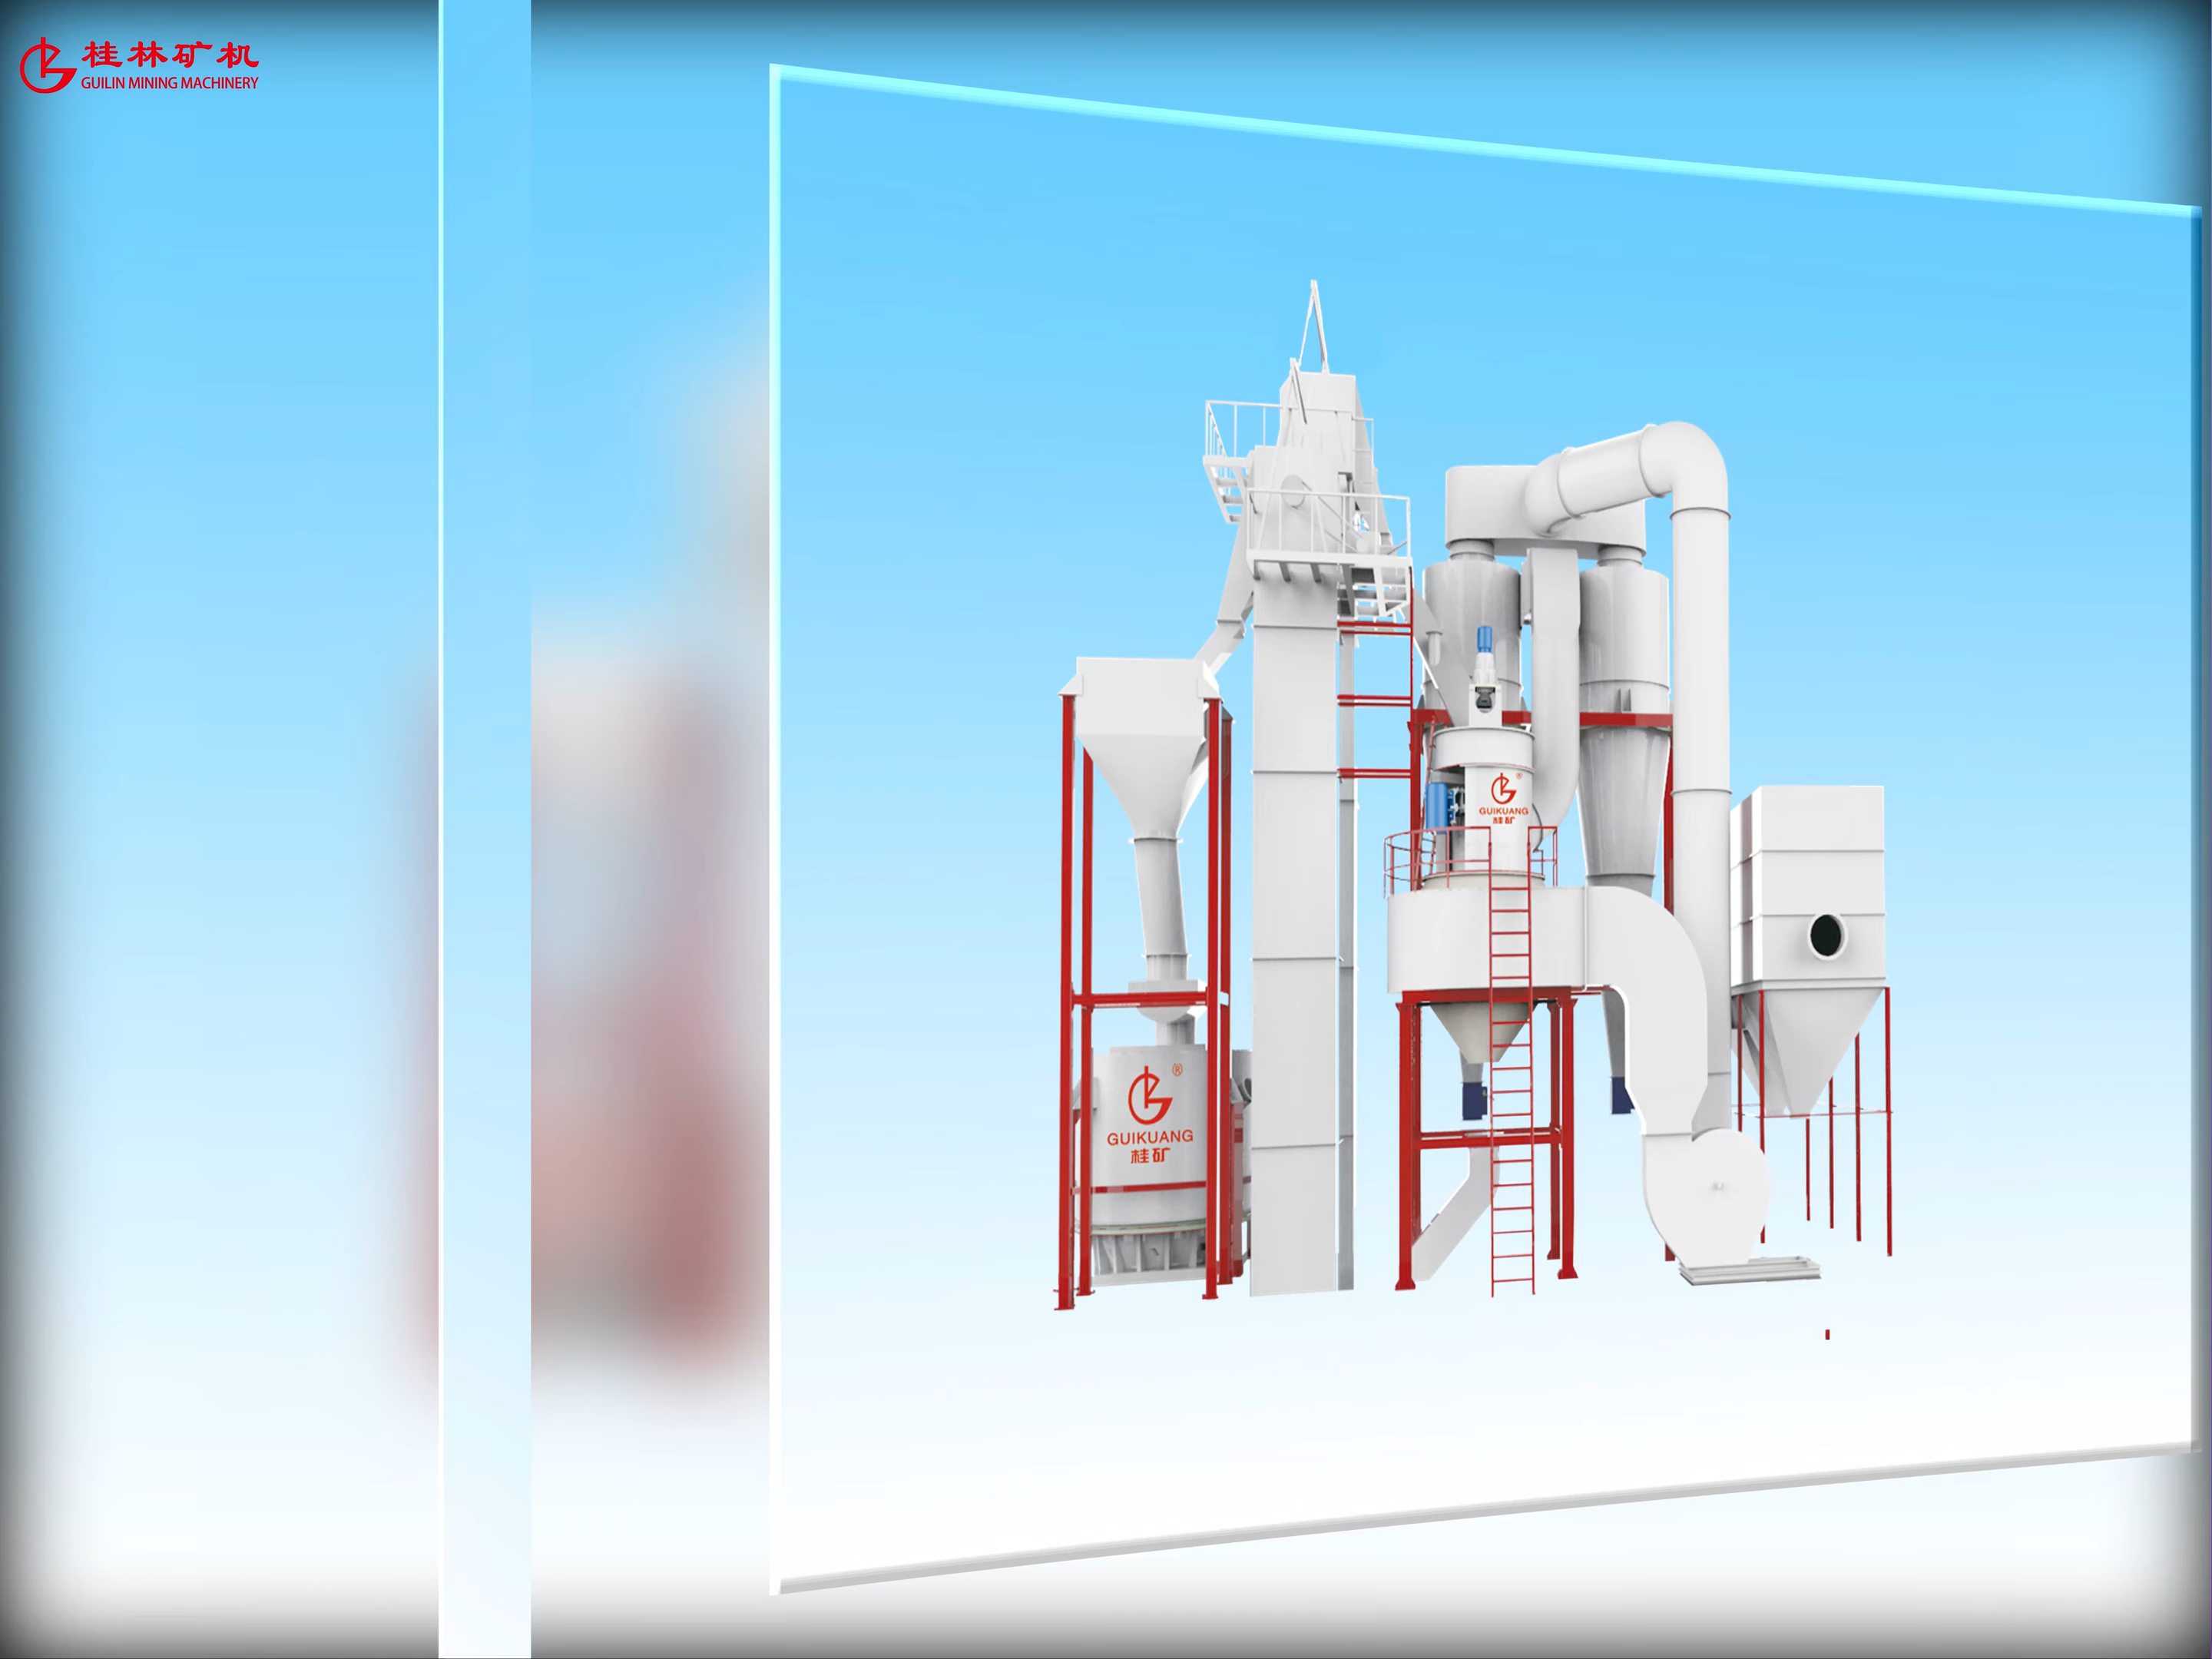 桂林矿机
GUILIN MINING MACHINERY
GUIKUANG
桂矿
®
GUIKUANG
桂矿
®